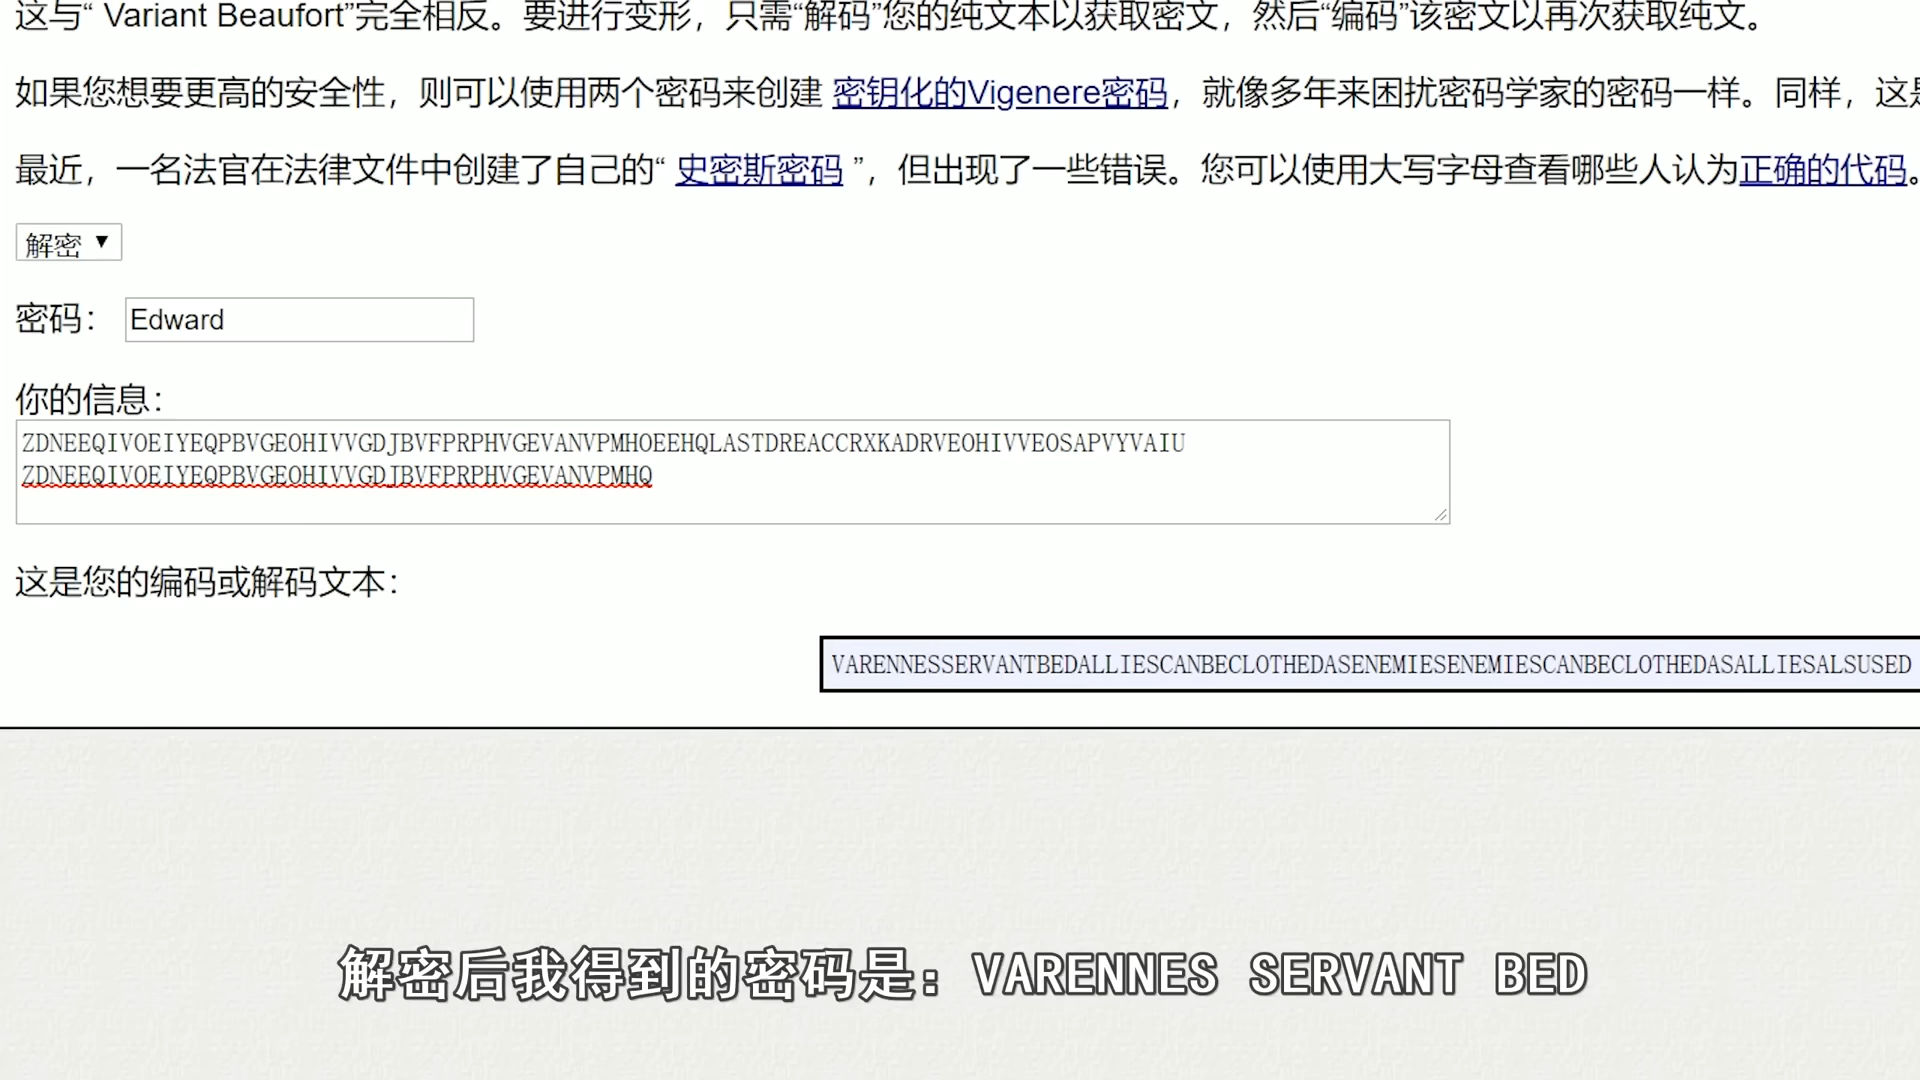 这与“ Variant Beaufort”完全相反。要进行变形，只需“解码”您的纯文本以获取密文，然后“编码”该密文以再次获取纯文。
如果您想要更高的安全性，则可以使用两个密码来创建 密钥化的Vigenere密码，就像多年来困扰密码学家的密码一样。同样，这是
最近，一名法官在法律文件中创建了自己的“ 史密斯密码 ”，但出现了一些错误。您可以使用大写字母查看哪些人认为正确的代码。
解密 ▼
密码： Edward
你的信息：
ZDNEEQIVOEIYEQPBVGEOHIVVGDJBVFPRPHVGEVANVPMHOEEHQLASTDREACCRXKADRVEOHIVVEOSAPVYVAIU
ZDNEEQIVOEIYEQPBVGEOHIVVGDJBVFPRPHVGEVANVPMHQ
这是您的编码或解码文本：
VARENNESSERVANTBEDALLIESCANBECLOTHEDASENEMIESENEMIESCANBECLOTHEDASALLIESALSUSED
解密后我得到的密码是：VARENNES SERVANT BED